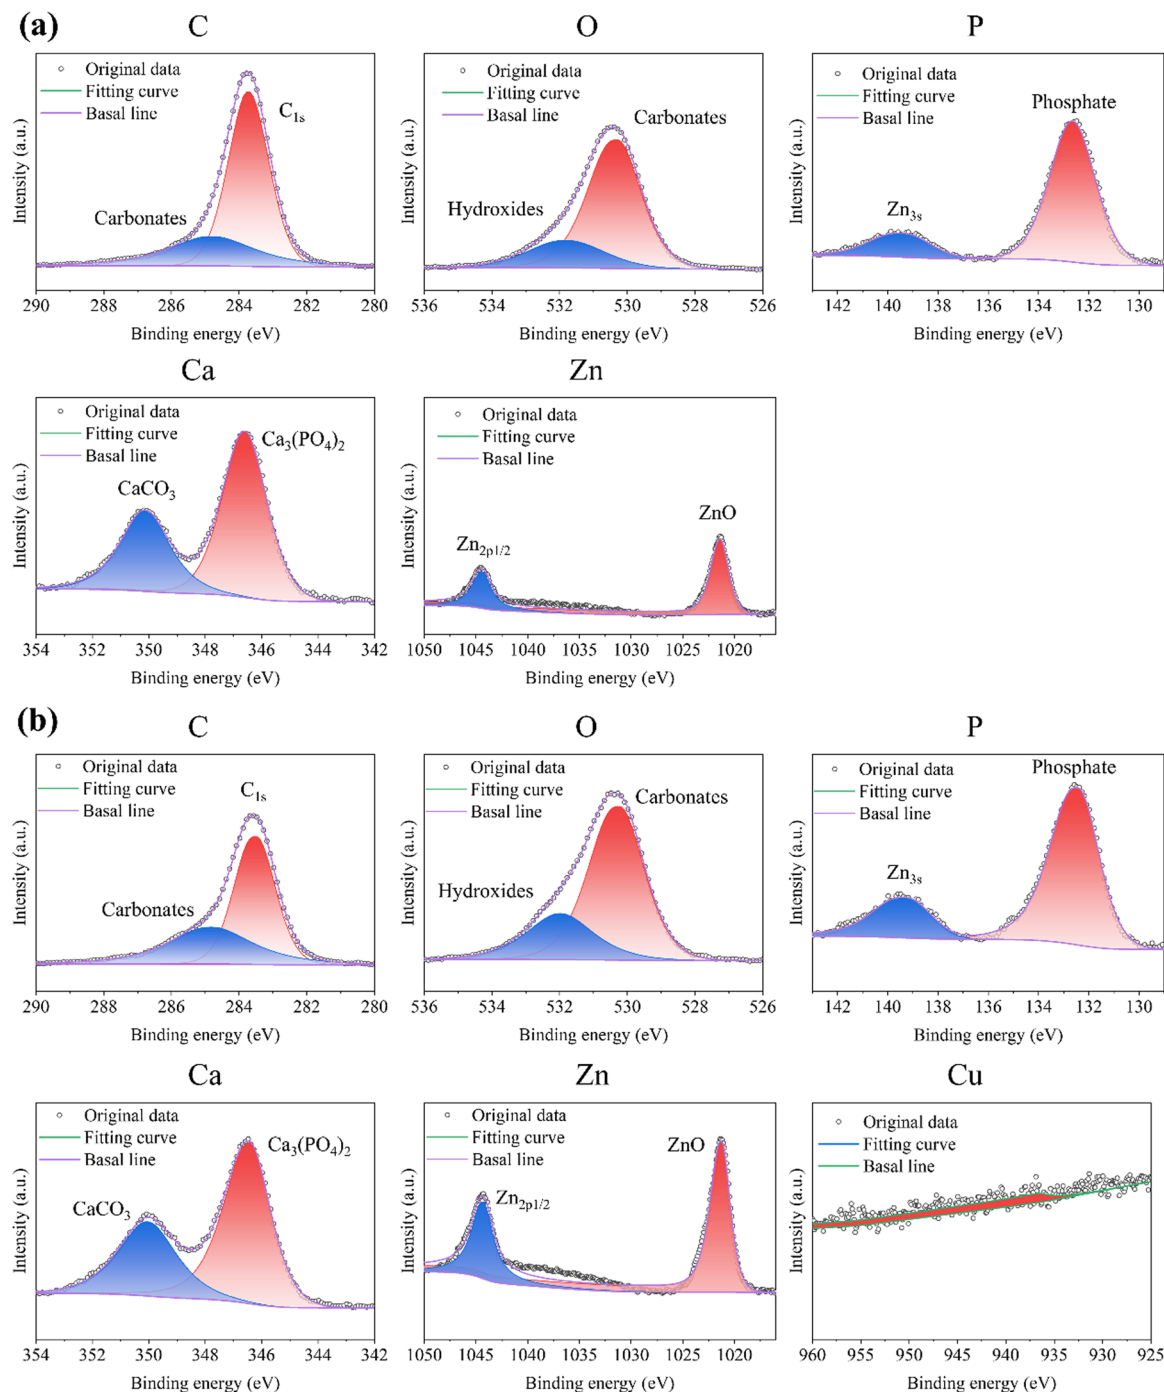 (a)
C
Original data
Fitting curve
Basal line
C1s
Carbonates
Intensity (a.u.)
290 288 286 284 282 280
Binding energy (eV)
O
Original data
Fitting curve
Basal line
Carbonates
Hydroxides
Intensity (a.u.)
536 534 532 530 528 526
Binding energy (eV)
P
Original data
Fitting curve
Basal line
Phosphate
Zn3s
Intensity (a.u.)
142 140 138 136 134 132 130
Binding energy (eV)
Ca
Original data
Fitting curve
Basal line
Ca3(PO4)2
CaCO3
Intensity (a.u.)
354 352 350 348 346 344 342
Binding energy (eV)
Zn
Original data
Fitting curve
Basal line
ZnO
Zn2p1/2
Intensity (a.u.)
1050 1045 1040 1035 1030 1025 1020
Binding energy (eV)
(b)
C
Original data
Fitting curve
Basal line
C1s
Carbonates
Intensity (a.u.)
290 288 286 284 282 280
Binding energy (eV)
O
Original data
Fitting curve
Basal line
Carbonates
Hydroxides
Intensity (a.u.)
536 534 532 530 528 526
Binding energy (eV)
P
Original data
Fitting curve
Basal line
Phosphate
Zn3s
Intensity (a.u.)
142 140 138 136 134 132 130
Binding energy (eV)
Ca
Original data
Fitting curve
Basal line
Ca3(PO4)2
CaCO3
Intensity (a.u.)
354 352 350 348 346 344 342
Binding energy (eV)
Zn
Original data
Fitting curve
Basal line
ZnO
Zn2p1/2
Intensity (a.u.)
1050 1045 1040 1035 1030 1025 1020
Binding energy (eV)
Cu
Original data
Fitting curve
Basal line
Intensity (a.u.)
960 955 950 945 940 935 930 925
Binding energy (eV)